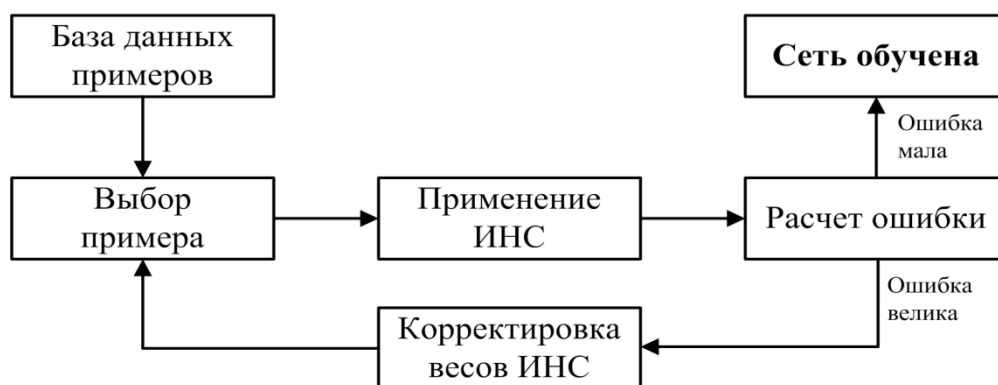 База данных
примеров
Сеть обучена
Ошибка
мала
Выбор
примера
Применение
ИНС
Расчет ошибки
Ошибка
велика
Корректировка
весов ИНС